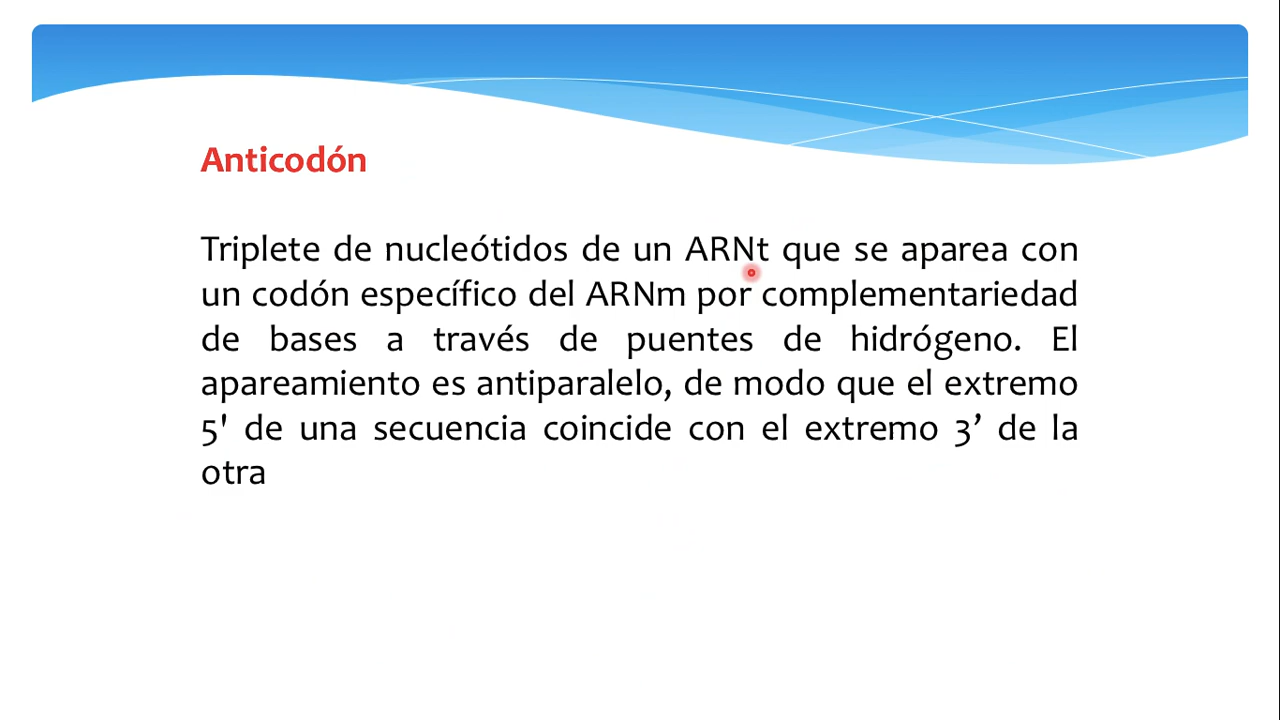 Anticodón
Triplete de nucleótidos de un ARNt que se aparea con
un codón específico del ARNm por complementariedad
de bases a través de puentes de hidrógeno. El
apareamiento es antiparalelo, de modo que el extremo
5' de una secuencia coincide con el extremo 3’ de la
otra